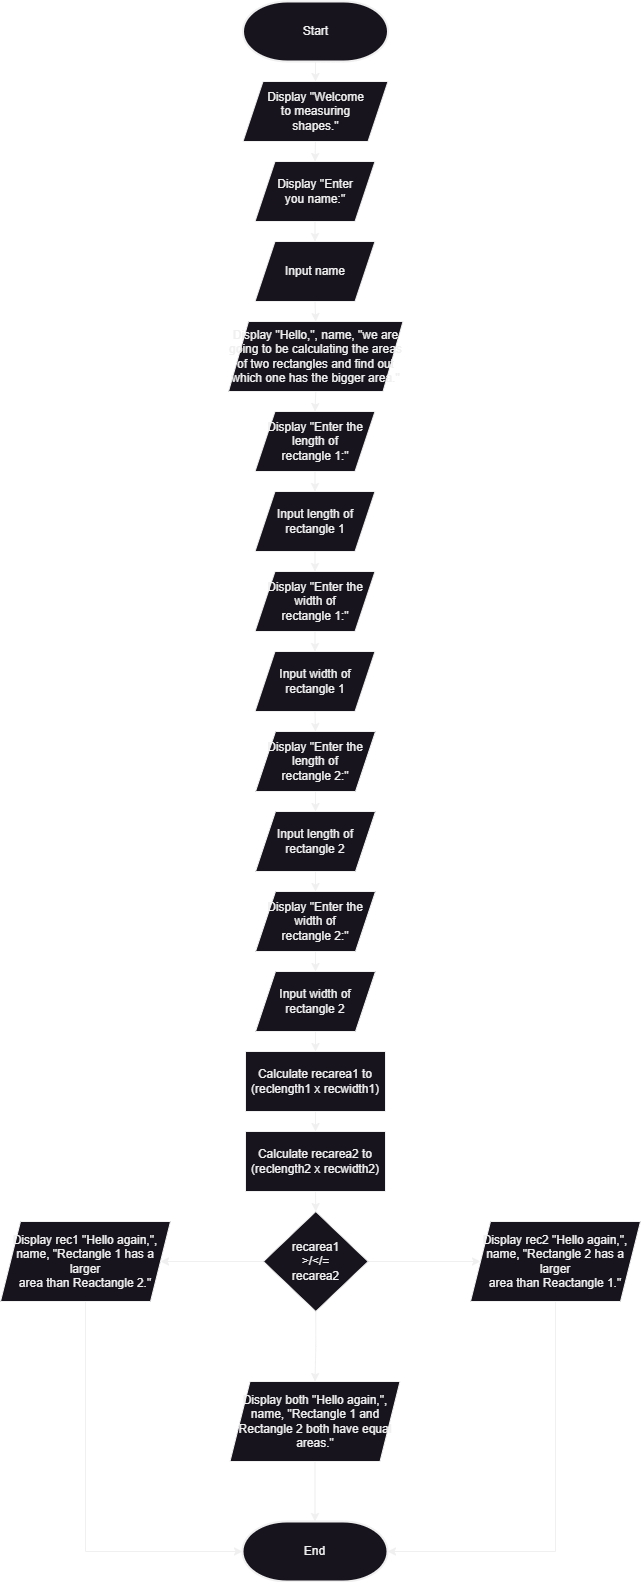 Start
Display "Welcome
to measuring
shapes."
Display "Enter
you name:"
Input name
Display "Hello,", name, "we are
going to be calculating the areas
of two rectangles and find out
which one has the bigger area."
Display "Enter the
length of
rectangle 1:"
Input length of
rectangle 1
Display "Enter the
width of
rectangle 1:"
Input width of
rectangle 1
Display "Enter the
length of
rectangle 2:"
Input length of
rectangle 2
Display "Enter the
width of
rectangle 2:"
Input width of
rectangle 2
Calculate recarea1 to
(reclength1 x recwidth1)
Calculate recarea2 to
(reclength2 x recwidth2)
recarea1
>/</=
recarea2
Display rec1 "Hello again,",
name, "Rectangle 1 has a
larger
area than Reactangle 2."
Display rec2 "Hello again,",
name, "Rectangle 2 has a
larger
area than Reactangle 1."
Display both "Hello again,",
name, "Rectangle 1 and
Rectangle 2 both have equal
areas."
End